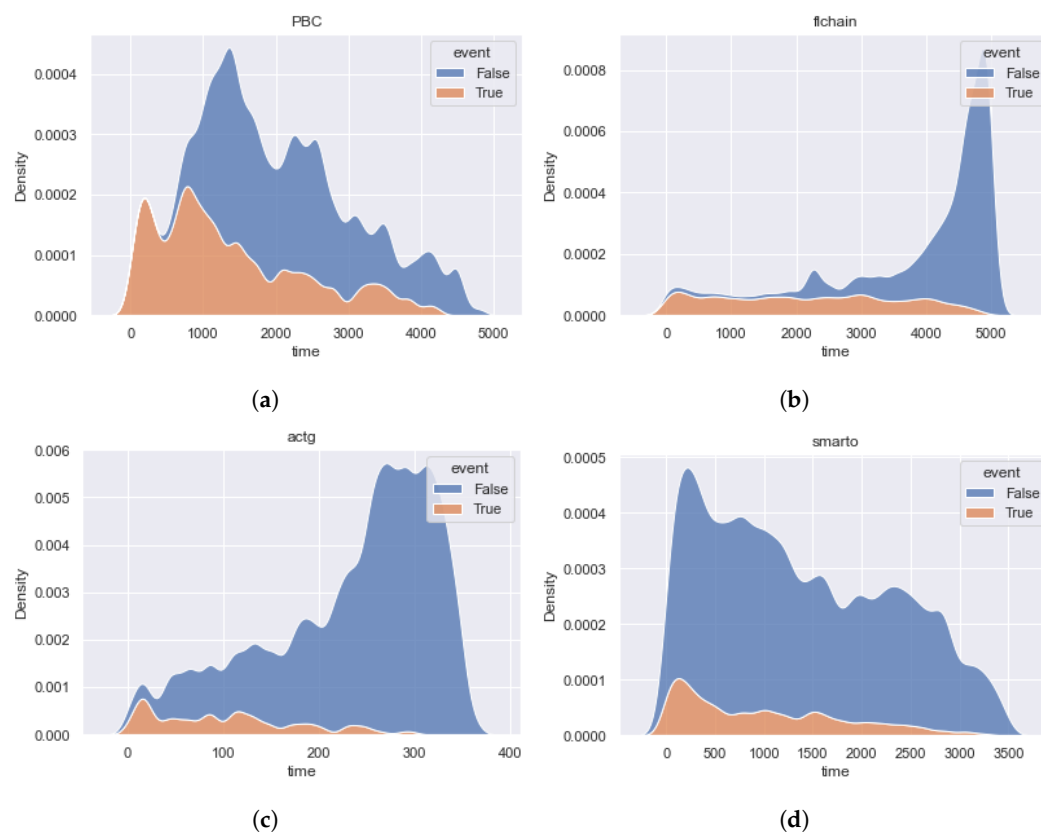 PBC
event
False
True
0.0004
0.0003
0.0002
0.0001
0.0000
Density
0 1000 2000 3000 4000 5000
time
(a)
flchain
event
False
True
0.0008
0.0006
0.0004
0.0002
0.0000
Density
0 1000 2000 3000 4000 5000
time
(b)
actg
event
False
True
0.006
0.005
0.004
0.003
0.002
0.001
0.000
Density
0 100 200 300 400
time
(c)
smarto
event
False
True
0.0005
0.0004
0.0003
0.0002
0.0001
0.0000
Density
0 500 1000 1500 2000 2500 3000 3500
time
(d)